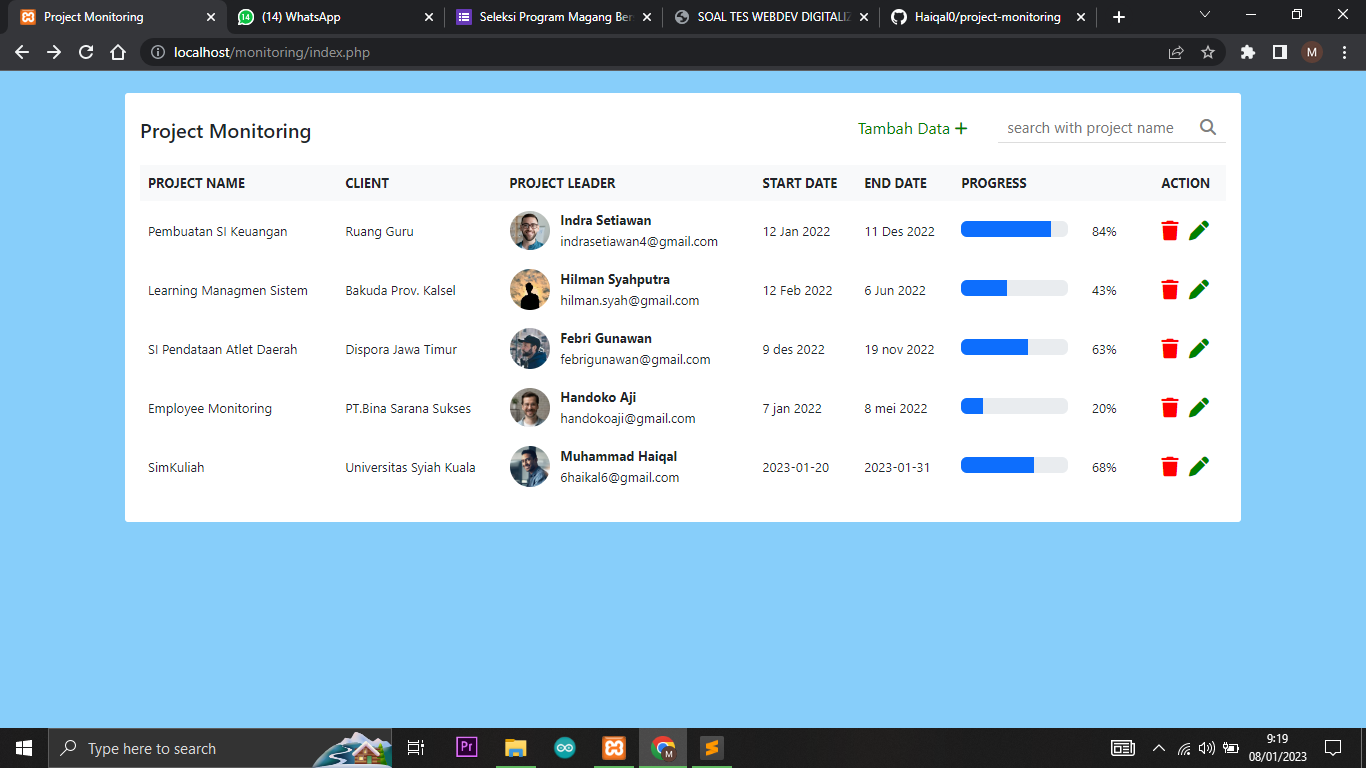 Project Monitoring
(14) WhatsApp
Seleksi Program Magang Ber
SOAL TES WEBDEV DIGITALIZ
Haiqal0/project-monitoring
localhost/monitoring/index.php
M
Project Monitoring
Tambah Data +
search with project name
PROJECT NAME CLIENT PROJECT LEADER START DATE END DATE PROGRESS ACTION
Pembuatan SI Keuangan Ruang Guru Indra Setiawan 12 Jan 2022 11 Des 2022 84%
indrasetiawan4@gmail.com
Learning Managmen Sistem Bakuda Prov. Kalsel Hilman Syahputra 12 Feb 2022 6 Jun 2022 43%
hilman.syah@gmail.com
SI Pendataan Atlet Daerah Dispora Jawa Timur Febri Gunawan 9 des 2022 19 nov 2022 63%
febrigunawan@gmail.com
Employee Monitoring PT.Bina Sarana Sukses Handoko Aji 7 jan 2022 8 mei 2022 20%
handokoaji@gmail.com
SimKuliah Universitas Syiah Kuala Muhammad Haiqal 2023-01-20 2023-01-31 68%
6haikal6@gmail.com
Type here to search
Pr
M
9:19
08/01/2023